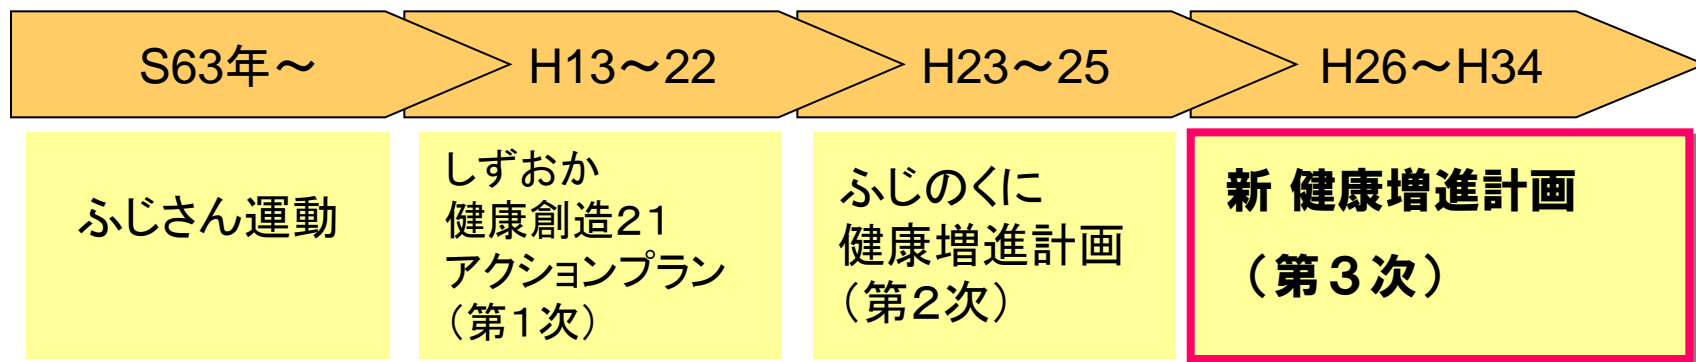 S63年～
H13～22
H23～25
H26～H34
ふじさん運動
しずおか
健康創造２１
アクションプラン
（第１次）
ふじのくに
健康増進計画
（第２次）
新 健康増進計画
（第３次）